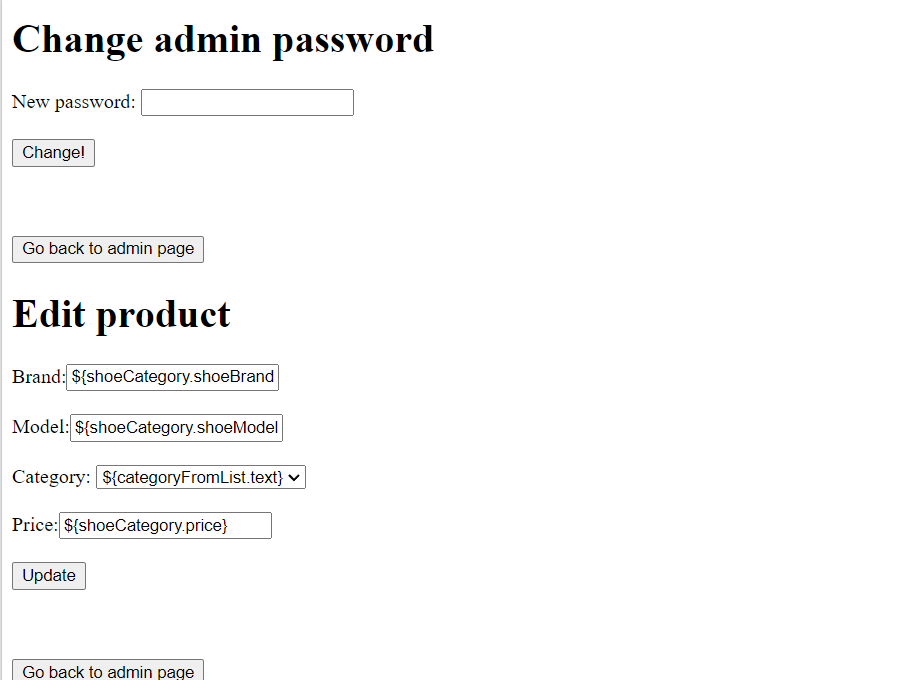 Change admin password
New password:
Change!
Go back to admin page
Edit product
Brand: ${shoeCategory.shoeBrand
Model: ${shoeCategory.shoeModel
Category: ${categoryFromList.text}
Price: ${shoeCategory.price}
Update
Go back to admin page